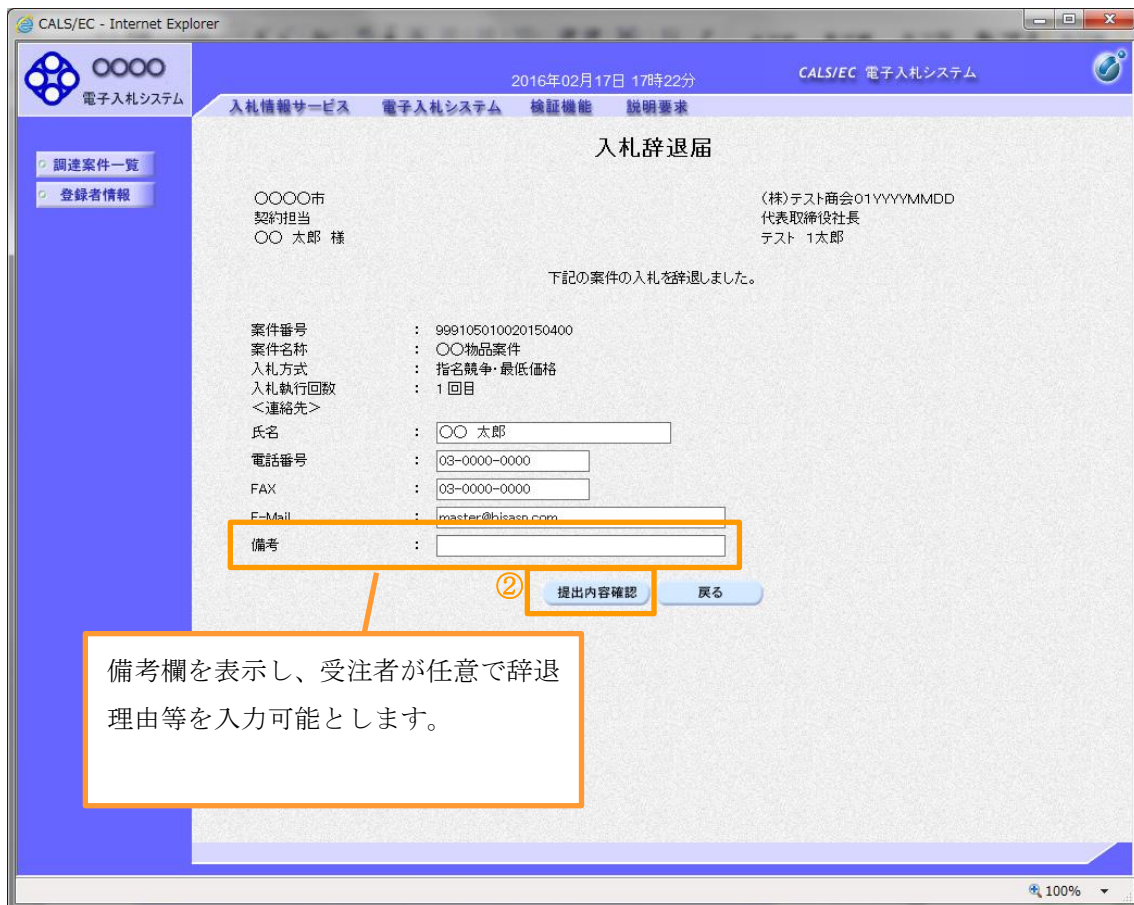 CALS/EC - Internet Explorer
OOOO
電子入札システム
2016年02月17日 17時22分
CALS/EC 電子入札システム
入札情報サービス 電子入札システム 検証機能 説明要求
調達案件一覧
登録者情報
入札辞退届
〇〇〇〇市
契約担当
〇〇 太郎 様
(株)テスト商会01YYYYMMDD
代表取締役社長
テスト 1太郎
下記の案件の入札を辞退しました。
案件番号 : 999105010020150400
案件名称 : 〇〇物品案件
入札方式 : 指名競争・最低価格
入札執行回数 : 1回目
<連絡先>
氏名 : 〇〇 太郎
電話番号 : 03-0000-0000
FAX : 03-0000-0000
E-Mail : master@hisasp.com
備考 :
② 提出内容確認 戻る
備考欄を表示し、受注者が任意で辞退
理由等を入力可能とします。
100%